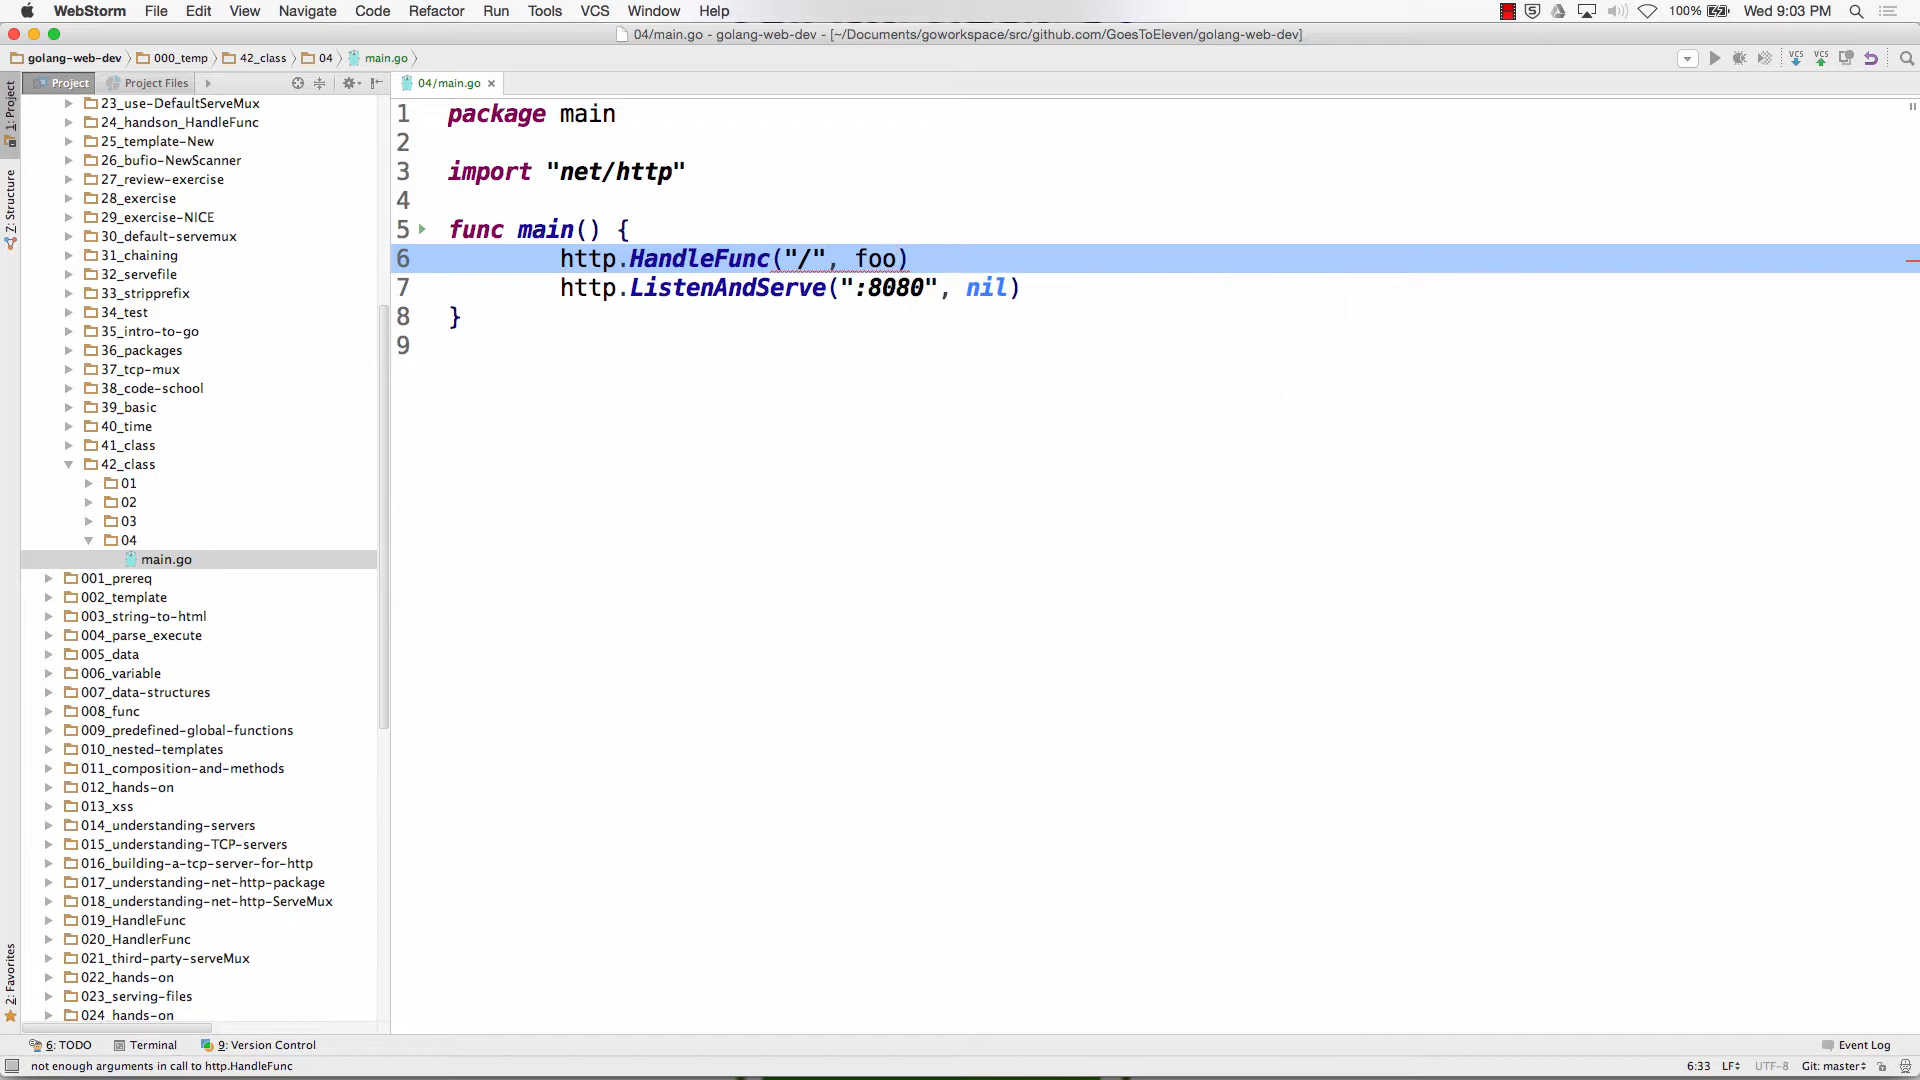 WebStorm File Edit View Navigate Code Refactor Run Tools VCS Window Help 5 100% Wed 9:03 PM
04/main.go - golang-web-dev - [~/Documents/goworkspace/src/github.com/GoesToEleven/golang-web-dev]
golang-web-dev 000_temp 42_class 04 main.go VCS VCS
Project Project Files 04/main.go
1: Project
Z: Structure
2: Favorites
23_use-DefaultServeMux
24_handson_HandleFunc
25_template-New
26_bufio-NewScanner
27_review-exercise
28_exercise
29_exercise-NICE
30_default-servemux
31_chaining
32_servefile
33_stripprefix
34_test
35_intro-to-go
36_packages
37_tcp-mux
38_code-school
39_basic
40_time
41_class
42_class
01
02
03
04
main.go
001_prereq
002_template
003_string-to-html
004_parse_execute
005_data
006_variable
007_data-structures
008_func
009_predefined-global-functions
010_nested-templates
011_composition-and-methods
012_hands-on
013_xss
014_understanding-servers
015_understanding-TCP-servers
016_building-a-tcp-server-for-http
017_understanding-net-http-package
018_understanding-net-http-ServeMux
019_HandleFunc
020_HandlerFunc
021_third-party-serveMux
022_hands-on
023_serving-files
024_hands-on
1 package main
2
3 import "net/http"
4
5 func main() {
6 http.HandleFunc("/", foo)
7 http.ListenAndServe(":8080", nil)
8 }
9
6: TODO Terminal 9: Version Control Event Log
not enough arguments in call to http.HandleFunc 6:33 LF UTF-8 Git: master